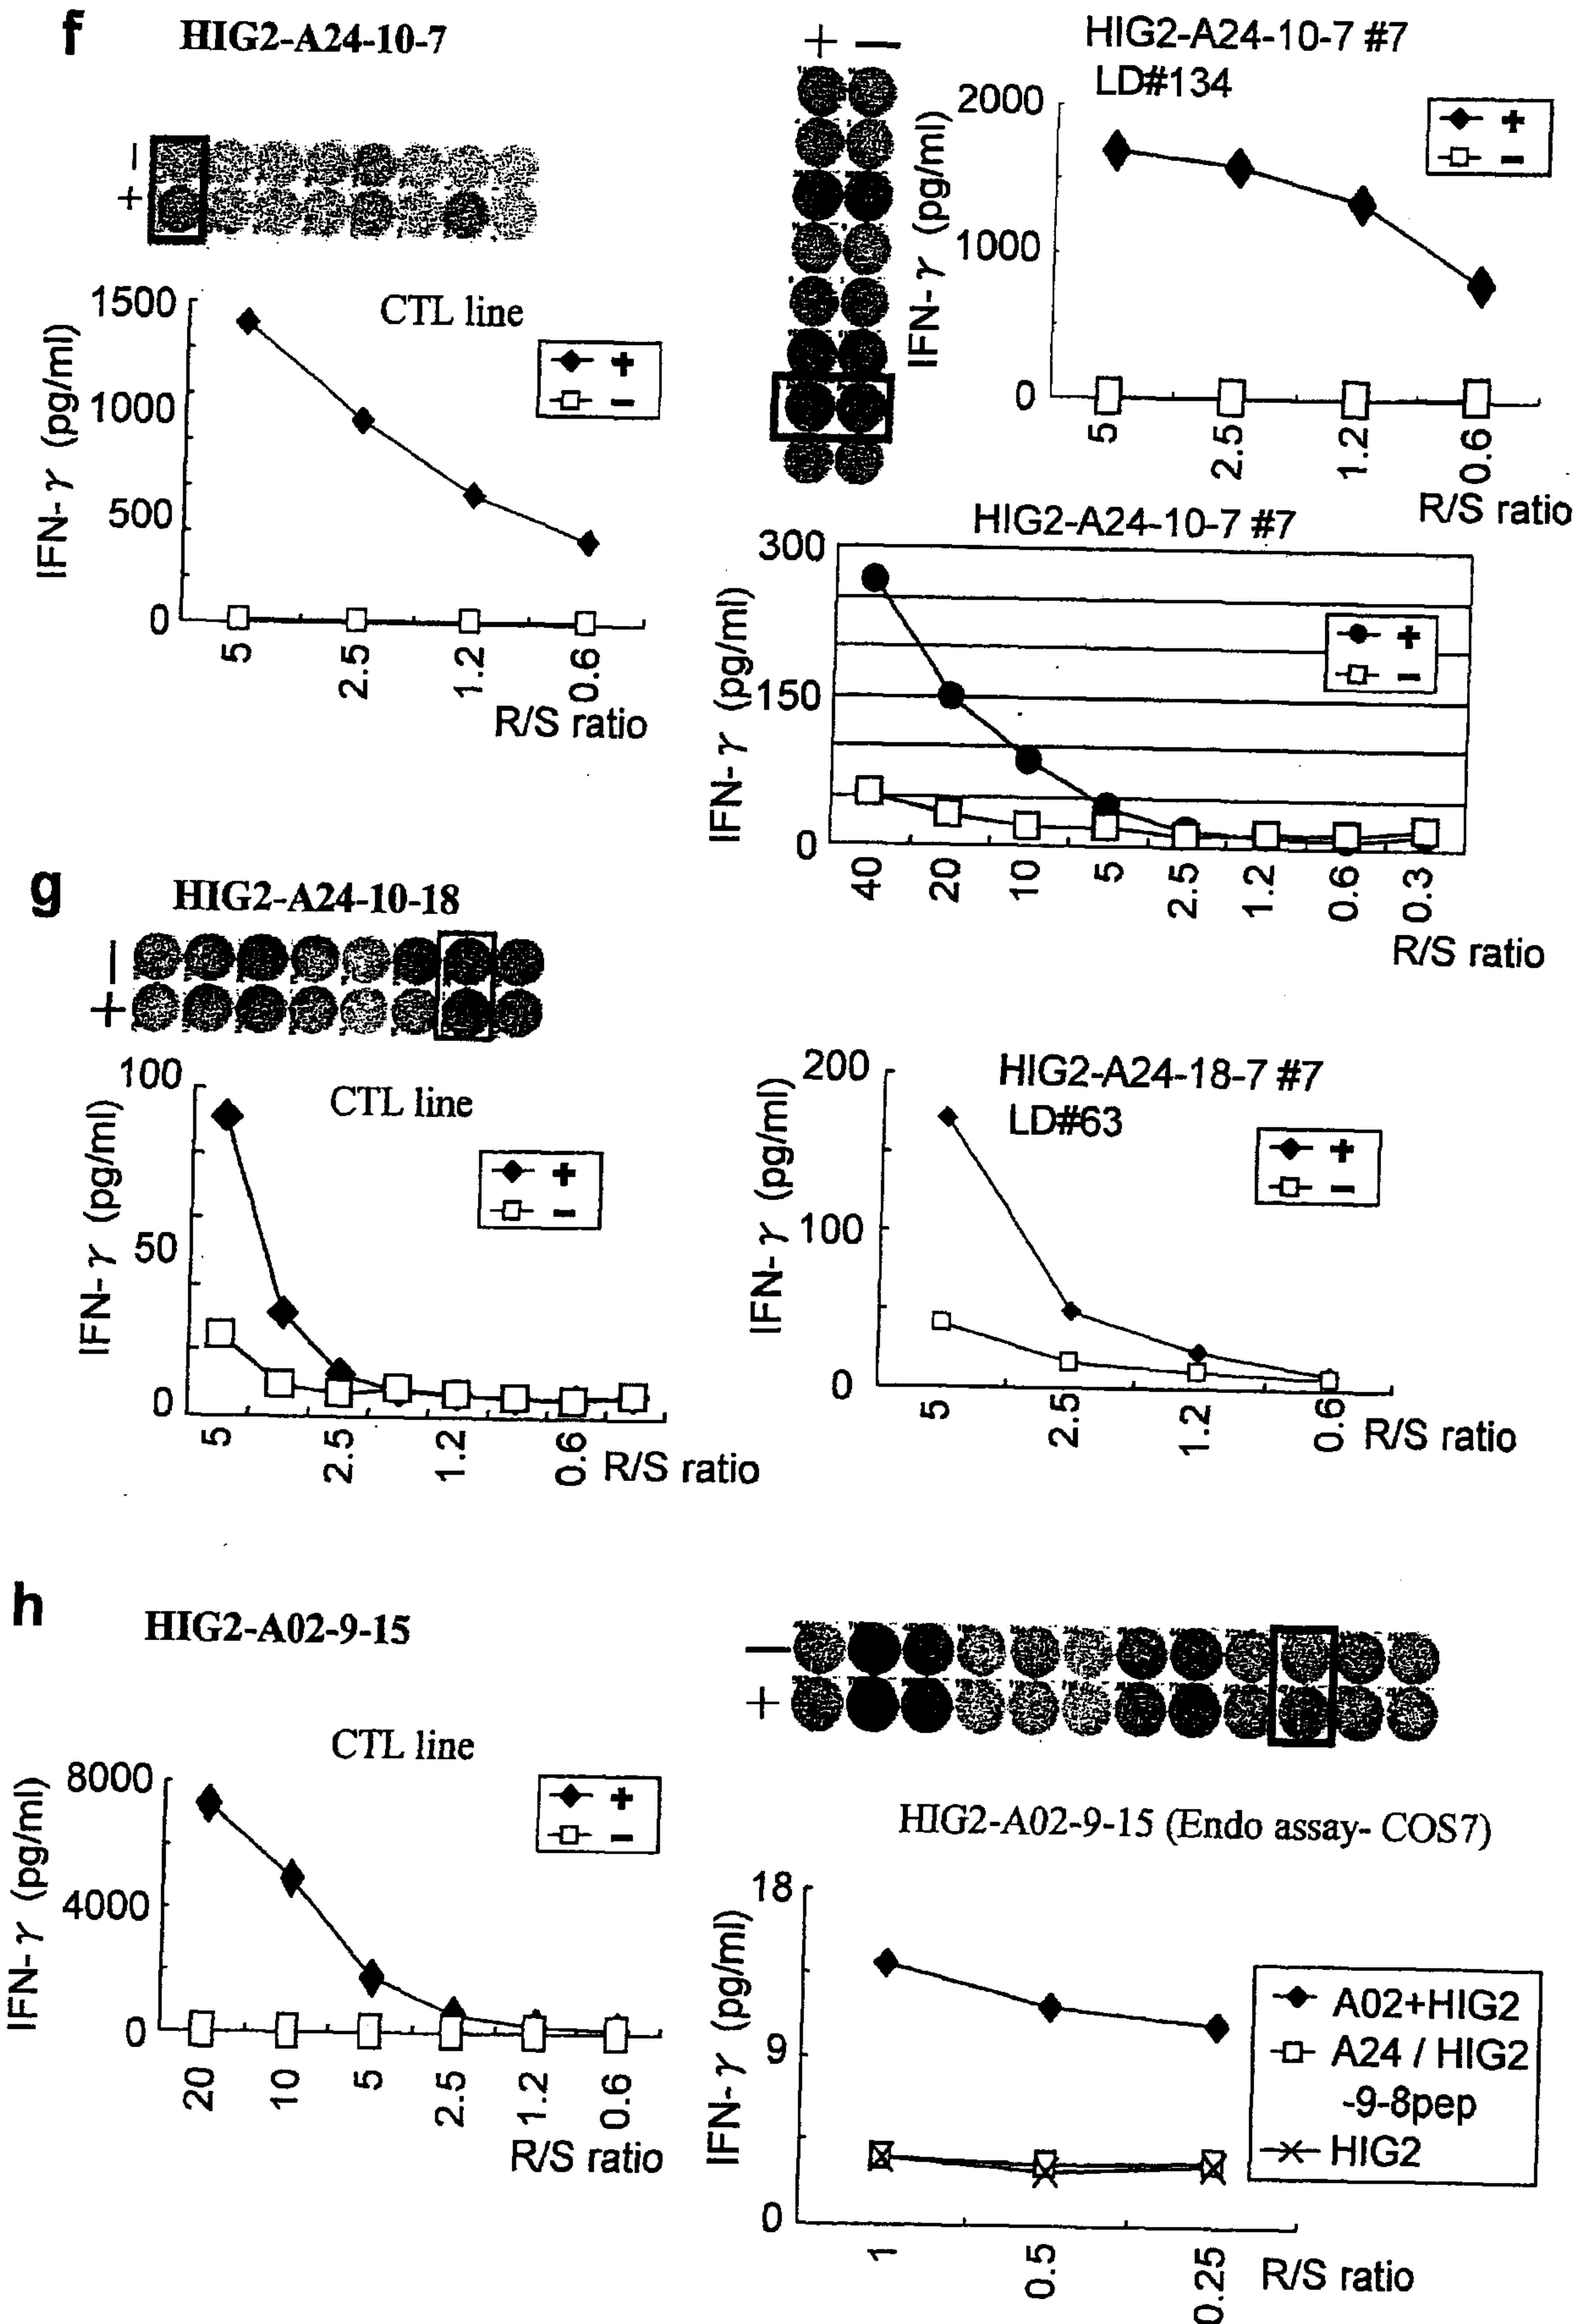 f
HIG2-A24-10-7
−
+
1500
1000
500
0
IFN-γ (pg/ml)
CTL line
+
−
5
2.5
1.2
0.6
R/S ratio
+ −
HIG2-A24-10-7 #7
LD#134
2000
1000
0
IFN-γ (pg/ml)
+
−
5
2.5
1.2
0.6
R/S ratio
HIG2-A24-10-7 #7
300
150
0
IFN-γ (pg/ml)
+
−
40
20
10
5
2.5
1.2
0.6
0.3
R/S ratio
g
HIG2-A24-10-18
−
+
100
50
0
IFN-γ (pg/ml)
CTL line
+
−
5
2.5
1.2
0.6
R/S ratio
HIG2-A24-18-7 #7
LD#63
200
100
0
IFN-γ (pg/ml)
+
−
5
2.5
1.2
0.6
R/S ratio
h
HIG2-A02-9-15
CTL line
8000
4000
0
IFN-γ (pg/ml)
+
−
20
10
5
2.5
1.2
0.6
R/S ratio
−
+
HIG2-A02-9-15 (Endo assay- COS7)
18
9
0
IFN-γ (pg/ml)
A02+HIG2
A24 / HIG2
-9-8pep
HIG2
1
0.5
0.25
R/S ratio